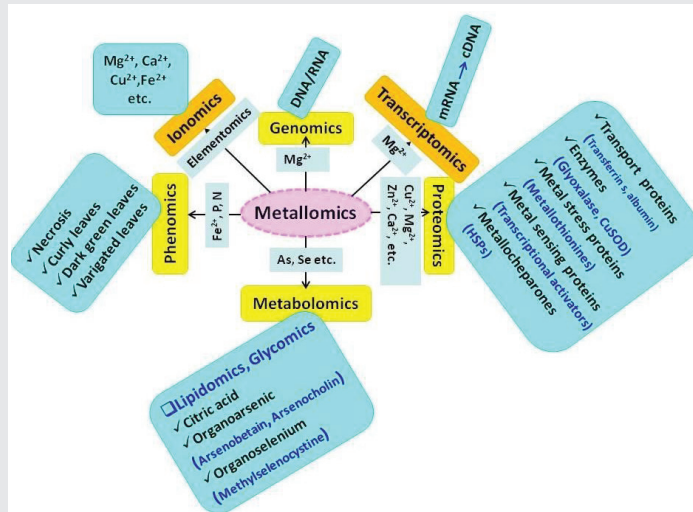 Mg²⁺, Ca²⁺,
Cu²⁺,Fe²⁺
etc.
Ionomics
Elementomics
DNA/RNA
Genomics
Mg²⁺
mRNA → cDNA
Transcriptomics
Mg²⁺
Metallomics
✓ Necrosis
✓ Curly leaves
✓ Dark green leaves
✓ Varigated leaves
Phenomics
Fe²⁺, P, N
Cu²⁺, Mg²⁺,
Zn²⁺, Ca²⁺ etc.
Proteomics
✓ Transport proteins
(Transferrin s, albumin)
✓ Enzymes
(Glyoxalase, CuSOD)
✓ Metal stress proteins
(Metallothionines)
✓ Metal sensing proteins
(Transcriptional activators)
✓ Metallocheparones
(HSPs)
As, Se etc.
Metabolomics
❑Lipidomics, Glycomics
✓ Citric acid
✓ Organoarsenic
(Arsenobetain, Arsenocholin)
✓ Organoselenium
(Methylselenocystine)